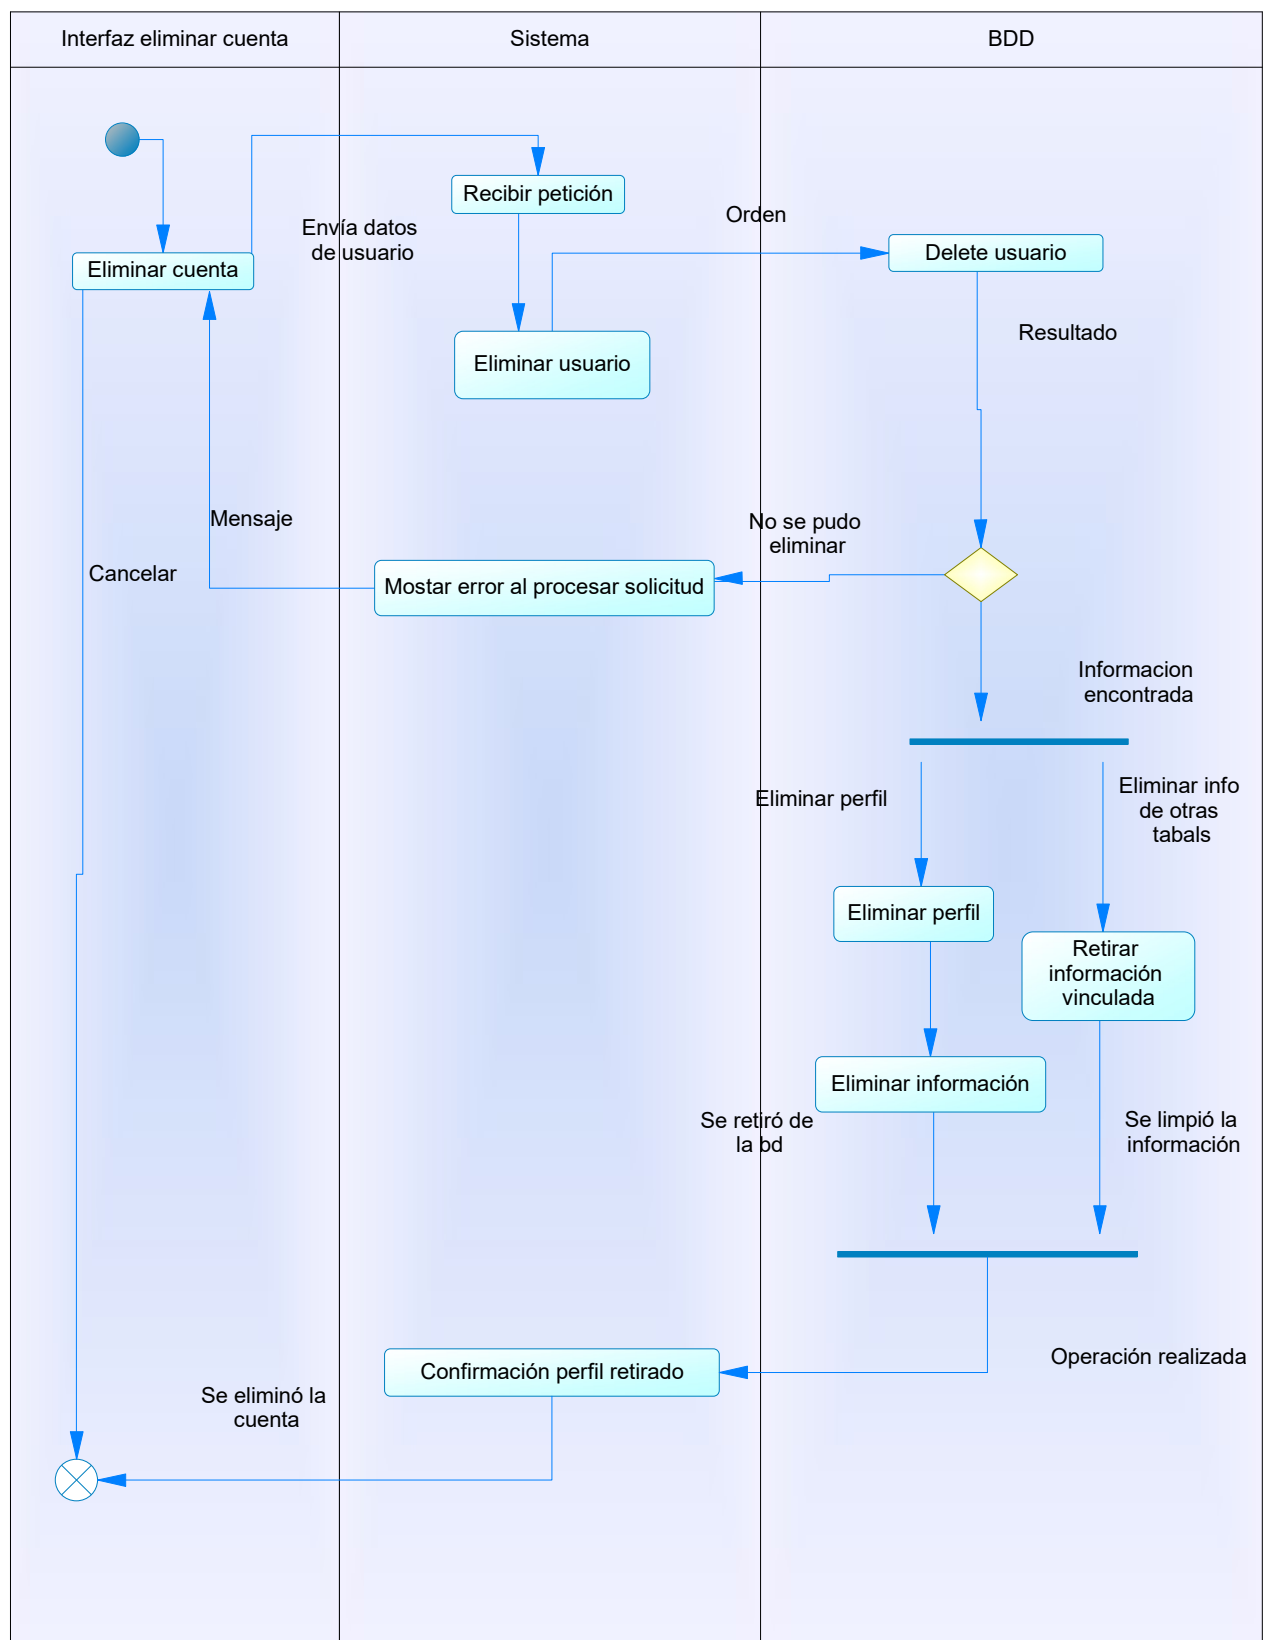 Interfaz eliminar cuenta
Sistema
BDD
Recibir petición
Orden
Envía datos
de usuario
Delete usuario
Eliminar cuenta
Resultado
Eliminar usuario
Mensaje
No se pudo
eliminar
Cancelar
Mostar error al procesar solicitud
Informacion
encontrada
Eliminar perfil
Eliminar info
de otras
tabals
Eliminar perfil
Retirar
información
vinculada
Eliminar información
Se retiró de
la bd
Se limpió la
información
Operación realizada
Confirmación perfil retirado
Se eliminó la
cuenta